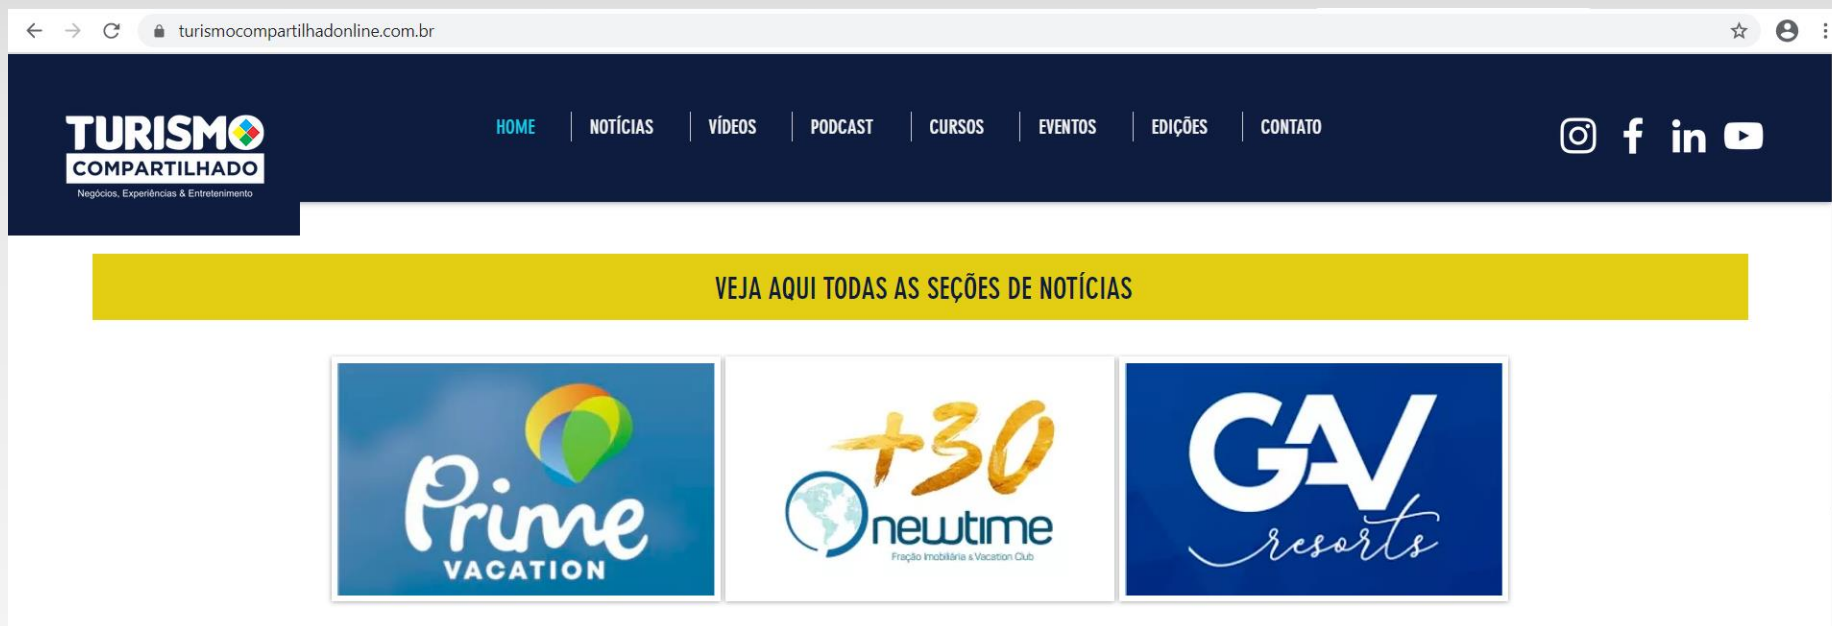 turismocompartilhadonline.com.br
TURISMO
COMPARTILHADO
Negócios, Experiências & Entretenimento
HOME
NOTÍCIAS
VÍDEOS
PODCAST
CURSOS
EVENTOS
EDIÇÕES
CONTATO
VEJA AQUI TODAS AS SEÇÕES DE NOTÍCIAS
Prime
VACATION
+30
newtime
Fração Imobiliária & Vacation Club
GAV
resorts